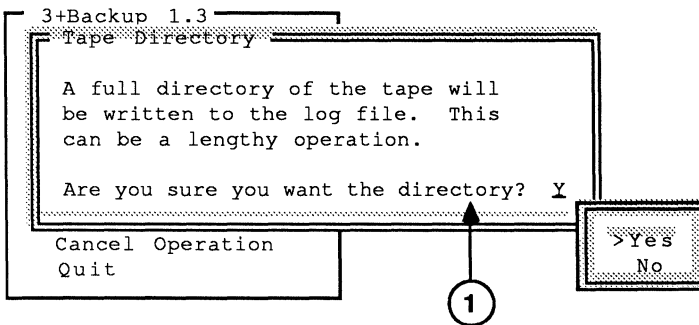 3+Backup 1.3
Tape Directory
A full directory of the tape will
be written to the log file. This
can be a lengthy operation.
Are you sure you want the directory? Y
>Yes
No
Cancel Operation
Quit
1